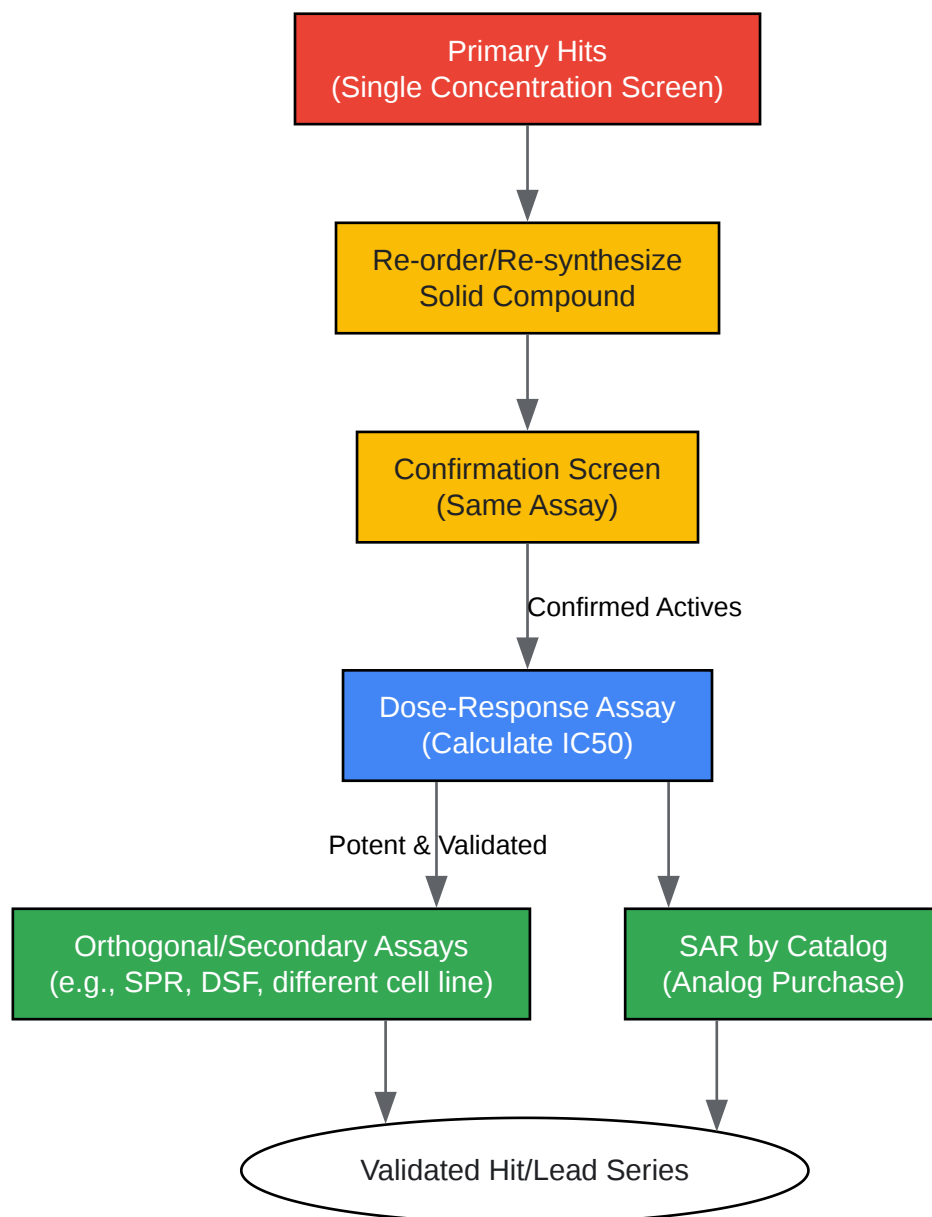 Primary Hits
(Single Concentration Screen)
Re-order/Re-synthesize
Solid Compound
Confirmation Screen
(Same Assay)
Confirmed Actives
Dose-Response Assay
(Calculate IC50)
Potent & Validated
Orthogonal/Secondary Assays
(e.g., SPR, DSF, different cell line)
SAR by Catalog
(Analog Purchase)
Validated Hit/Lead Series